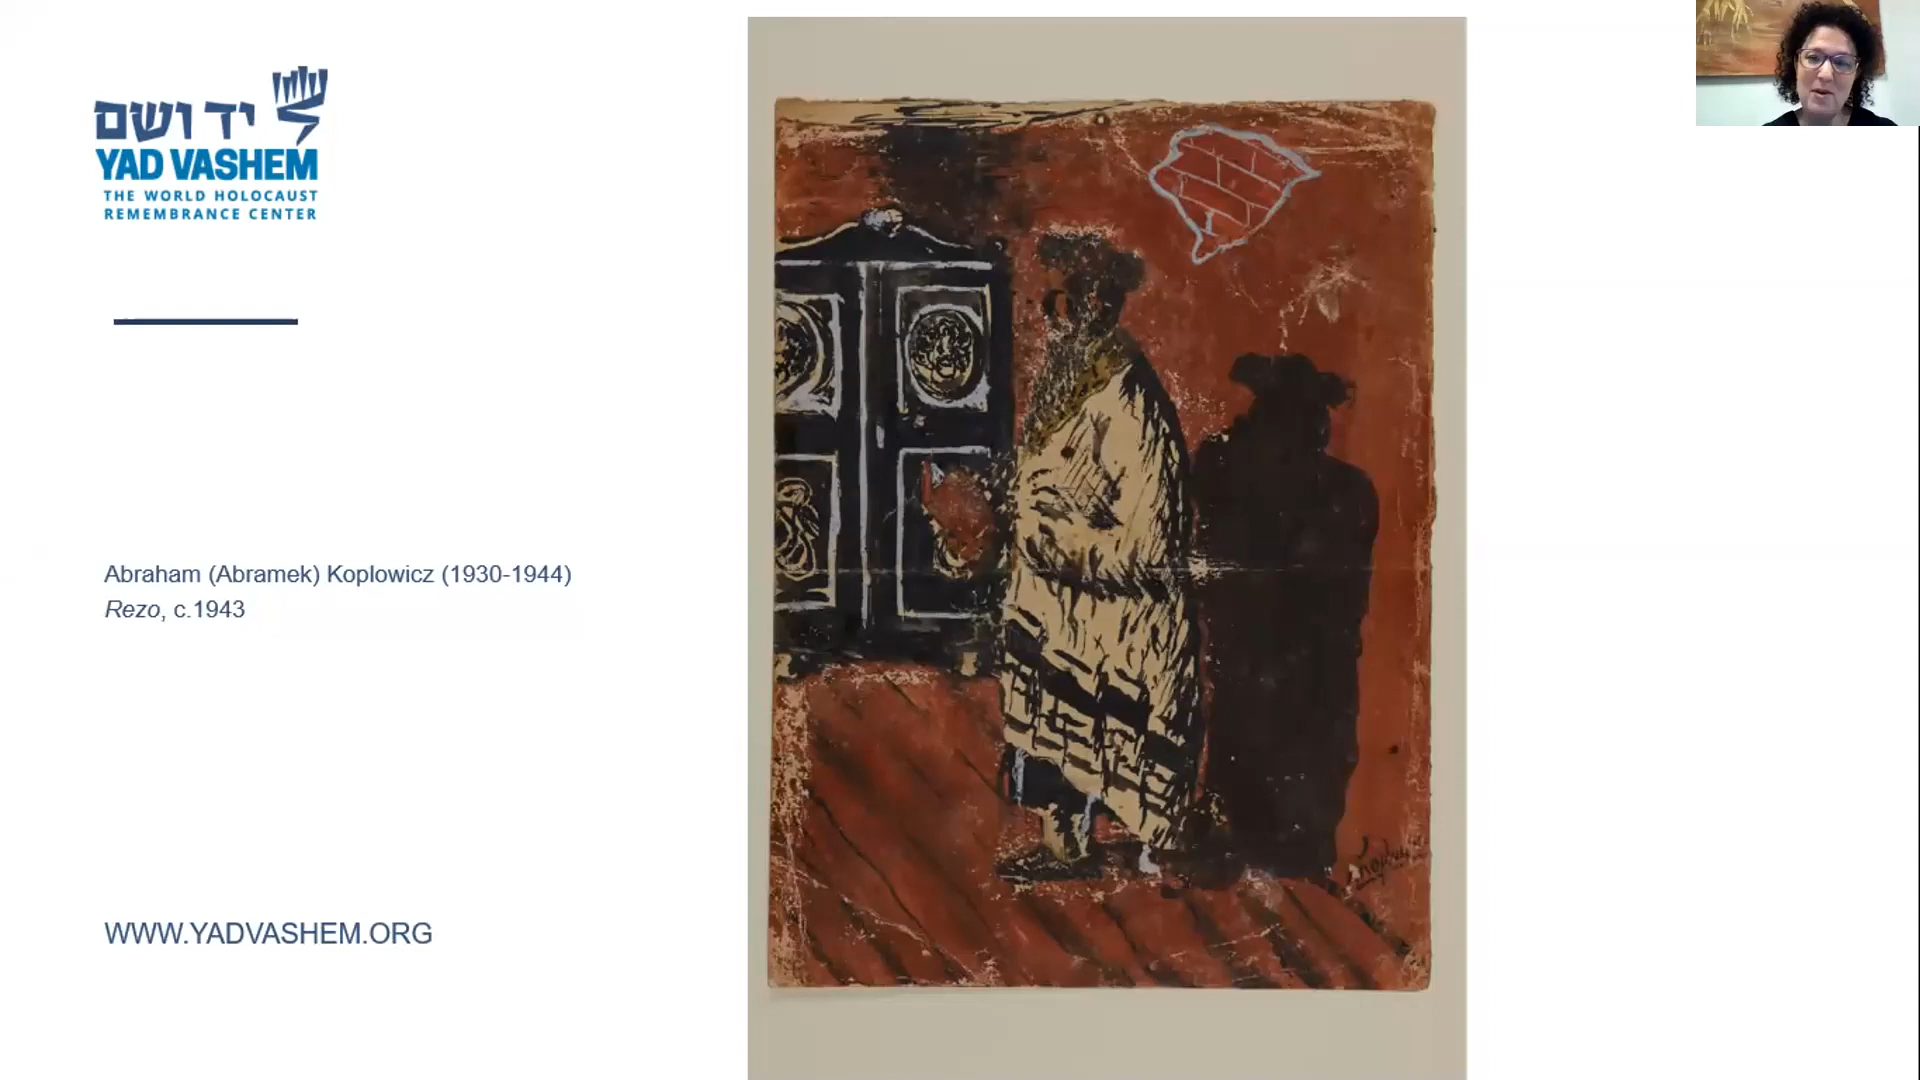 יד ושם
YAD VASHEM
THE WORLD HOLOCAUST
REMEMBRANCE CENTER
Abraham (Abramek) Koplowicz (1930-1944)
Rezo, c.1943
WWW.YADVASHEM.ORG